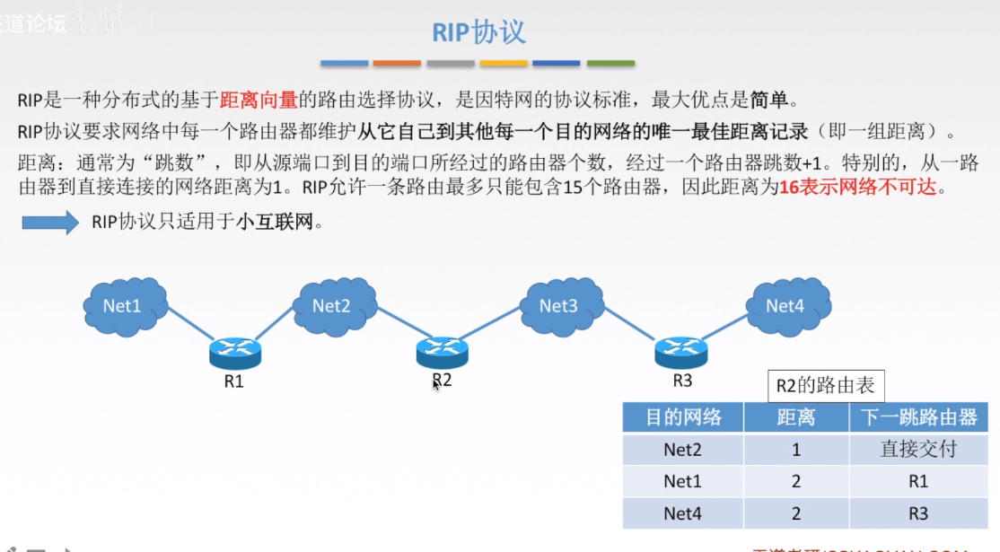 道论坛
RIP协议
RIP是一种分布式的基于距离向量的路由选择协议，是因特网的协议标准，最大优点是简单。
RIP协议要求网络中每一个路由器都维护从它自己到其他每一个目的网络的唯一最佳距离记录（即一组距离）。
距离：通常为“跳数”，即从源端口到目的端口所经过的路由器个数，经过一个路由器跳数+1。特别的，从一路
由器到直接连接的网络距离为1。RIP允许一条路由最多只能包含15个路由器，因此距离为16表示网络不可达。
RIP协议只适用于小互联网。
Net1 Net2 Net3 Net4
R1 R2 R3
R2的路由表
目的网络 距离 下一跳路由器
Net2 1 直接交付
Net1 2 R1
Net4 2 R3